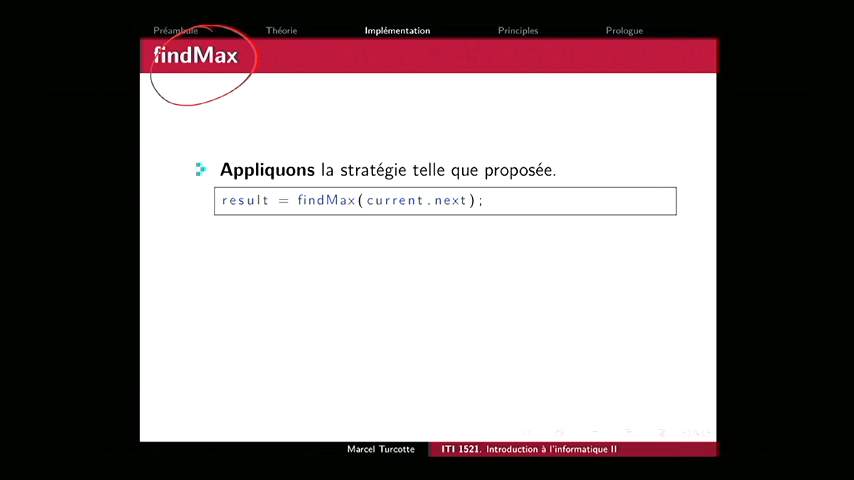 Préambule Théorie Implémentation Principles Prologue
findMax
Appliquons la stratégie telle que proposée.
result = findMax(current.next);
Marcel Turcotte ITI 1521. Introduction à l'informatique II